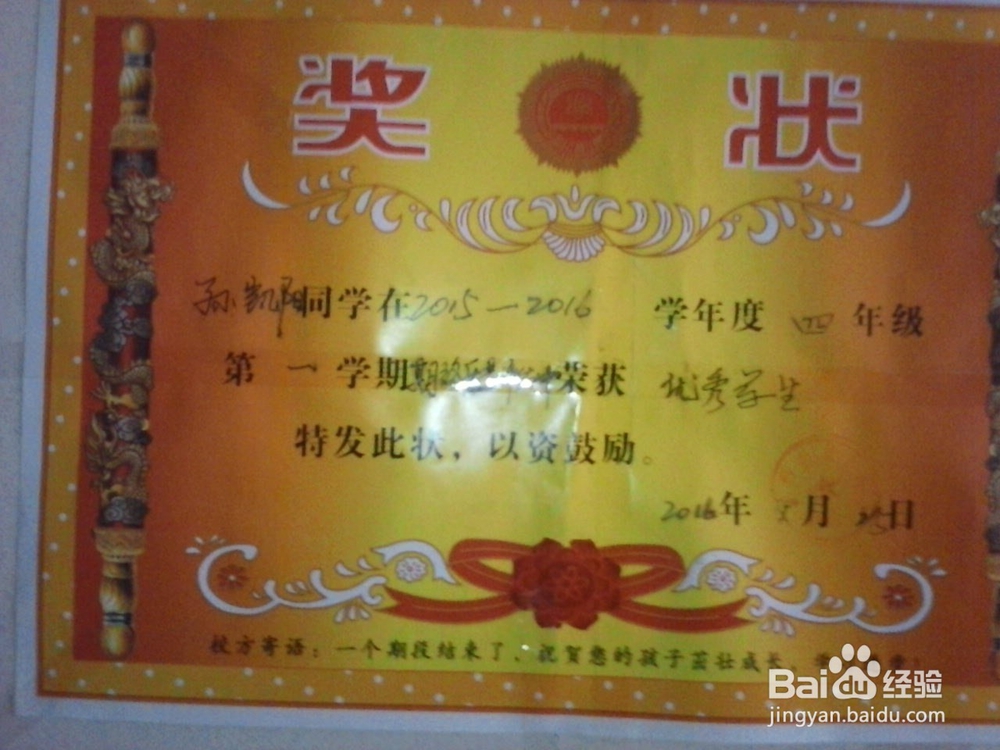 奖 状
孙凯阳同学在2015—2016 学年度 四 年级
第 一 学期 荣获 优秀学生
特发此状，以资鼓励。
2016年 月 日
校方寄语：一个期段结束了、祝贺您的孩子茁壮成长、
Baidu经验
jingyan.baidu.com